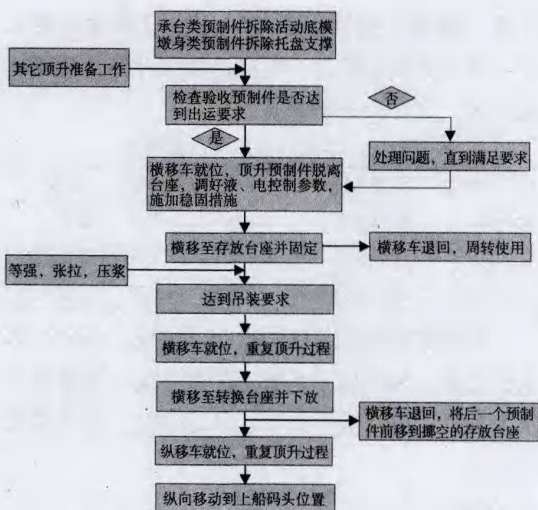 承台类预制件拆除活动底模
墩身类预制件拆除托盘支撑
其它顶升准备工作
检查验收预制件是否达
到出运要求
否
是
处理问题，直到满足要求
横移车就位，顶升预制件脱离
台座，调好液、电控制参数，
施加稳固措施
横移至存放台座并固定
横移车退回，周转使用
等强，张拉，压浆
达到吊装要求
横移车就位，重复顶升过程
横移至转换台座并下放
横移车退回，将后一个预制
件前移到挪空的存放台座
纵移车就位，重复顶升过程
纵向移动到上船码头位置